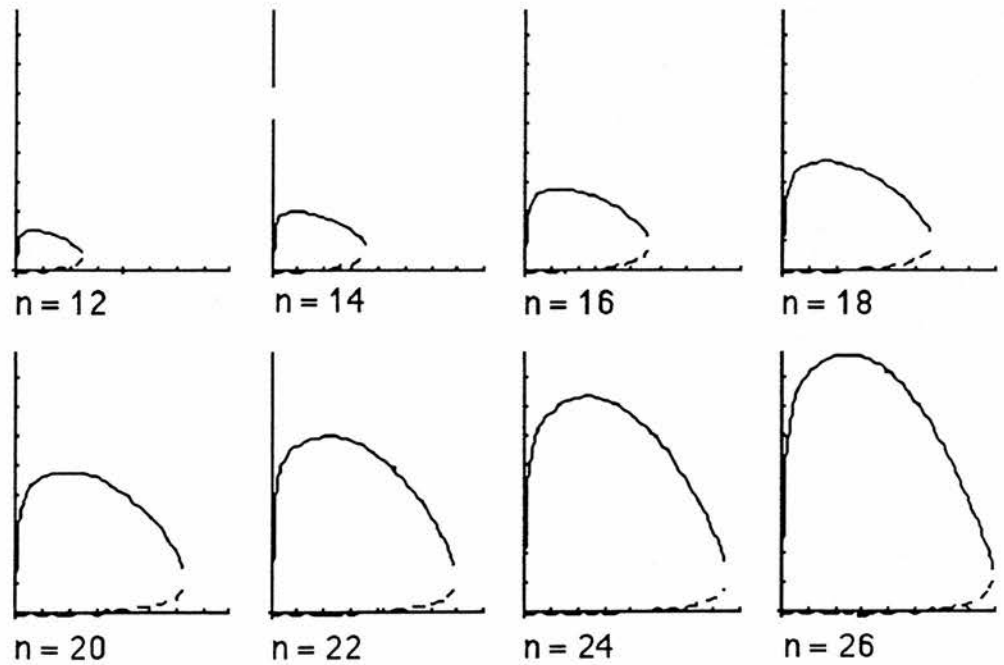 n = 12
n = 14
n = 16
n = 18
n = 20
n = 22
n = 24
n = 26